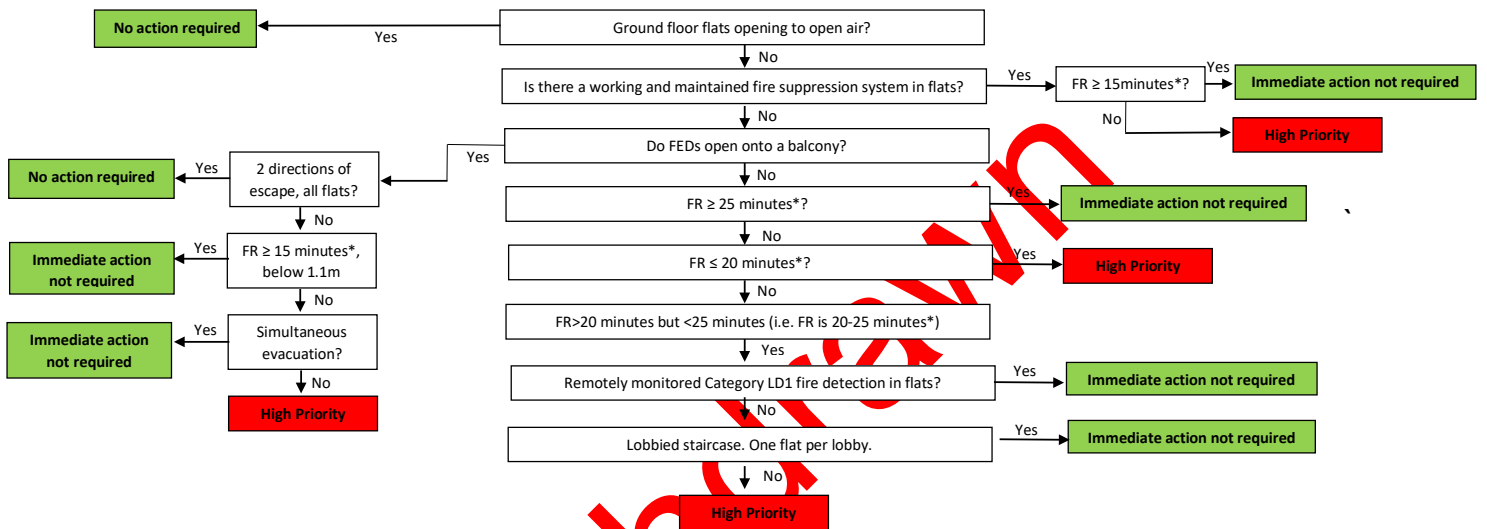 No action required
Yes
Ground floor flats opening to open air?
No
Is there a working and maintained fire suppression system in flats?
Yes
FR ≥ 15minutes*?
Yes
Immediate action not required
No
High Priority
No
Do FEDs open onto a balcony?
Yes
No action required
Yes
2 directions of
escape, all flats?
No
FR ≥ 25 minutes*?
Yes
Immediate action not required
`
No
Immediate action
not required
Yes
FR ≥ 15 minutes*,
below 1.1m
No
FR ≤ 20 minutes*?
Yes
High Priority
No
FR>20 minutes but <25 minutes (i.e. FR is 20-25 minutes*)
Immediate action
not required
Yes
Simultaneous
evacuation?
Yes
No
High Priority
Remotely monitored Category LD1 fire detection in flats?
Yes
Immediate action not required
No
Lobbied staircase. One flat per lobby.
Yes
Immediate action not required
No
High Priority